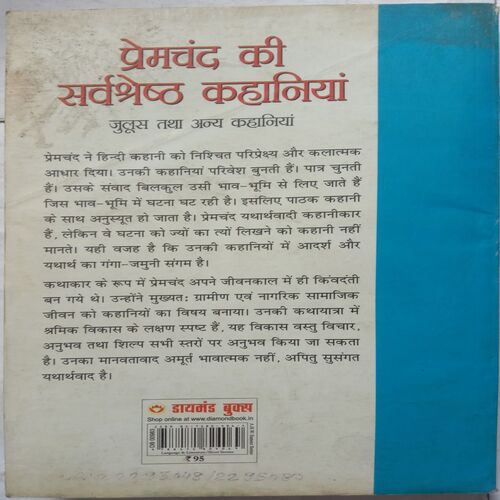 प्रेमचंद की
सर्वश्रेष्ठ कहानियां
जुलूस तथा अन्य कहानियां
प्रेमचंद ने हिन्दी कहानी को निश्चित परिप्रेक्ष्य और कलात्मक
आधार दिया। उनकी कहानियां परिवेश बुनती हैं। पात्र चुनती
हैं। उसके संवाद बिलकुल उसी भाव-भूमि से लिए जाते हैं
जिस भाव-भूमि में घटना घट रही है। इसलिए पाठक कहानी
के साथ अनुस्यूत हो जाता है। प्रेमचंद यथार्थवादी कहानीकार
हैं, लेकिन वे घटना को ज्यों का त्यों लिखने को कहानी नहीं
मानते। यही वजह है कि उनकी कहानियों में आदर्श और
यथार्थ का गंगा-जमुनी संगम है।
कथाकार के रूप में प्रेमचंद अपने जीवनकाल में ही किंवदंती
बन गये थे। उन्होंने मुख्यतः ग्रामीण एवं नागरिक सामाजिक
जीवन को कहानियों का विषय बनाया। उनकी कथायात्रा में
श्रमिक विकास के लक्षण स्पष्ट हैं, यह विकास वस्तु विचार,
अनुभव तथा शिल्प सभी स्तरों पर अनुभव किया जा सकता
है। उनका मानवतावाद अमूर्त भावात्मक नहीं, अपितु सुसंगत
यथार्थवाद है।
डायमंड बुक्स
Shop online at www.diamondbook.in
₹ 95